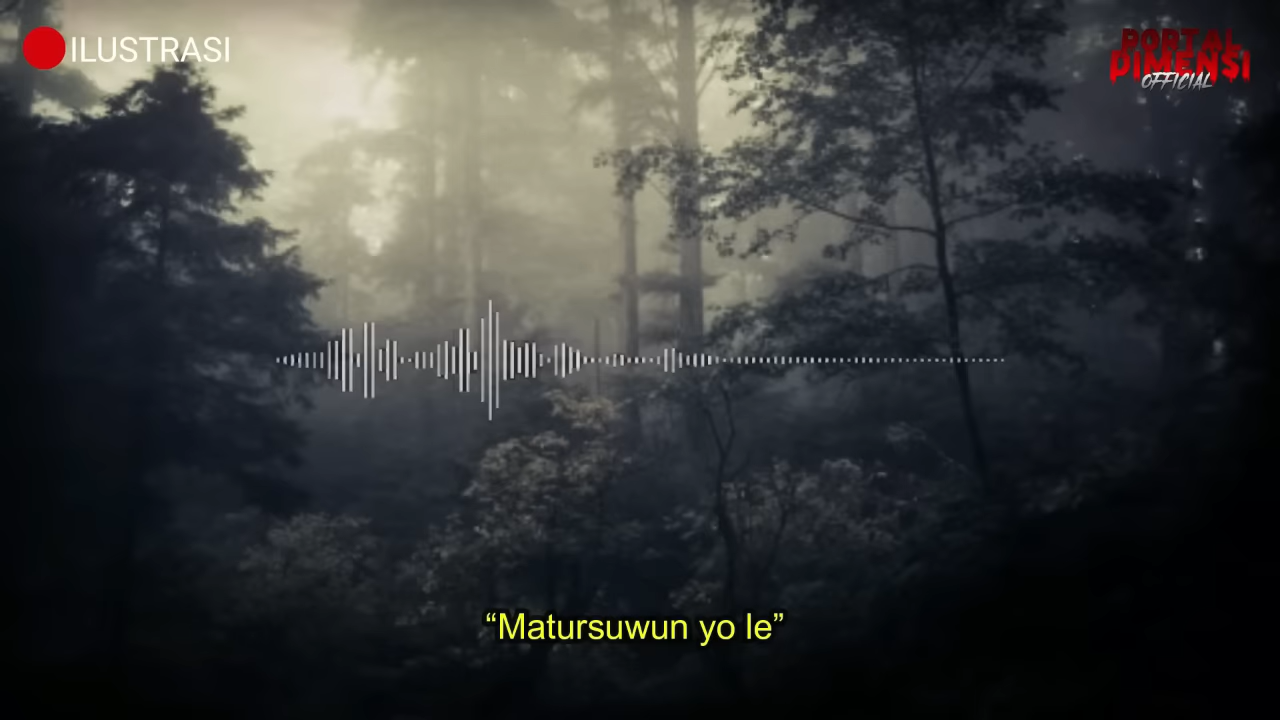 ILUSTRASI
PORTAL
DIMENSI
OFFICIAL
“Matursuwun yo le”